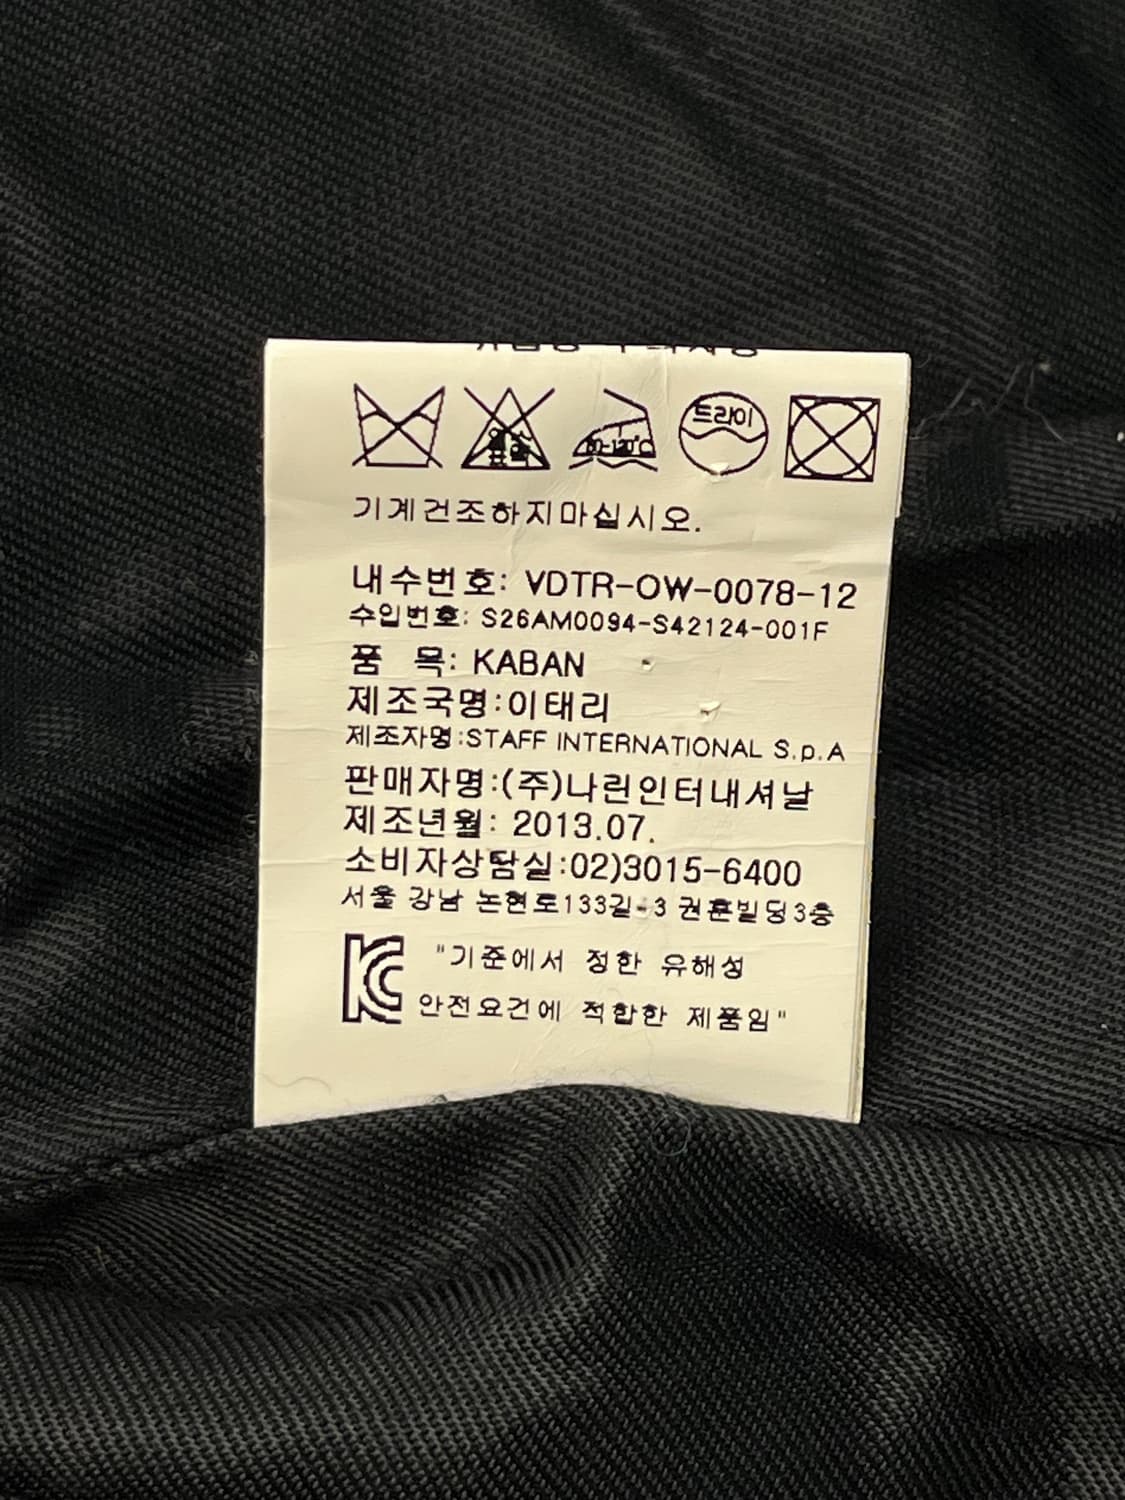 드라이
80-120°C
기계건조하지마십시오.
내수번호: VDTR-OW-0078-12
수입번호: S26AM0094-S42124-001F
품 목: KABAN
제조국명:이태리
제조자명:STAFF INTERNATIONAL S.p.A
판매자명:(주)나린인터내셔날
제조년월: 2013.07.
소비자상담실:02)3015-6400
서울 강남 논현로133길-3 권훈빌딩3층
KC "기준에서 정한 유해성
안전요건에 적합한 제품임"